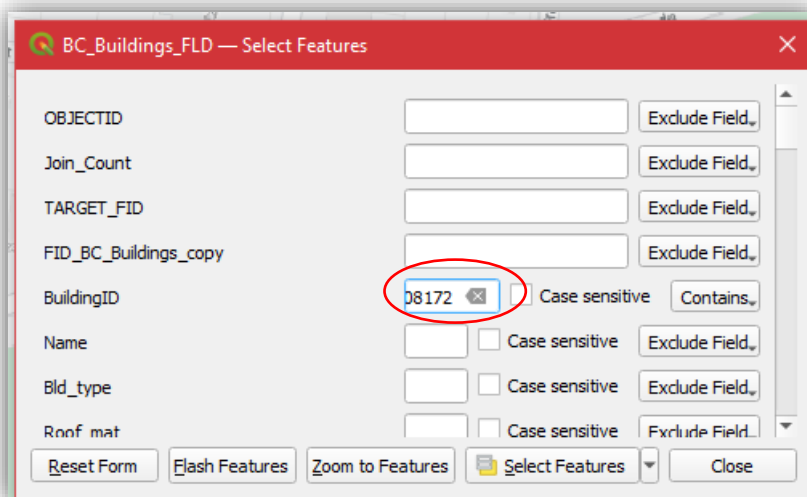 BC_Buildings_FLD — Select Features
OBJECTID Exclude Field
Join_Count Exclude Field
TARGET_FID Exclude Field
FID_BC_Buildings_copy Exclude Field
BuildingID 08172 Case sensitive Contains
Name Case sensitive Exclude Field
Bld_type Case sensitive Exclude Field
Roof_mat Case sensitive Exclude Field
Reset Form Flash Features Zoom to Features Select Features Close